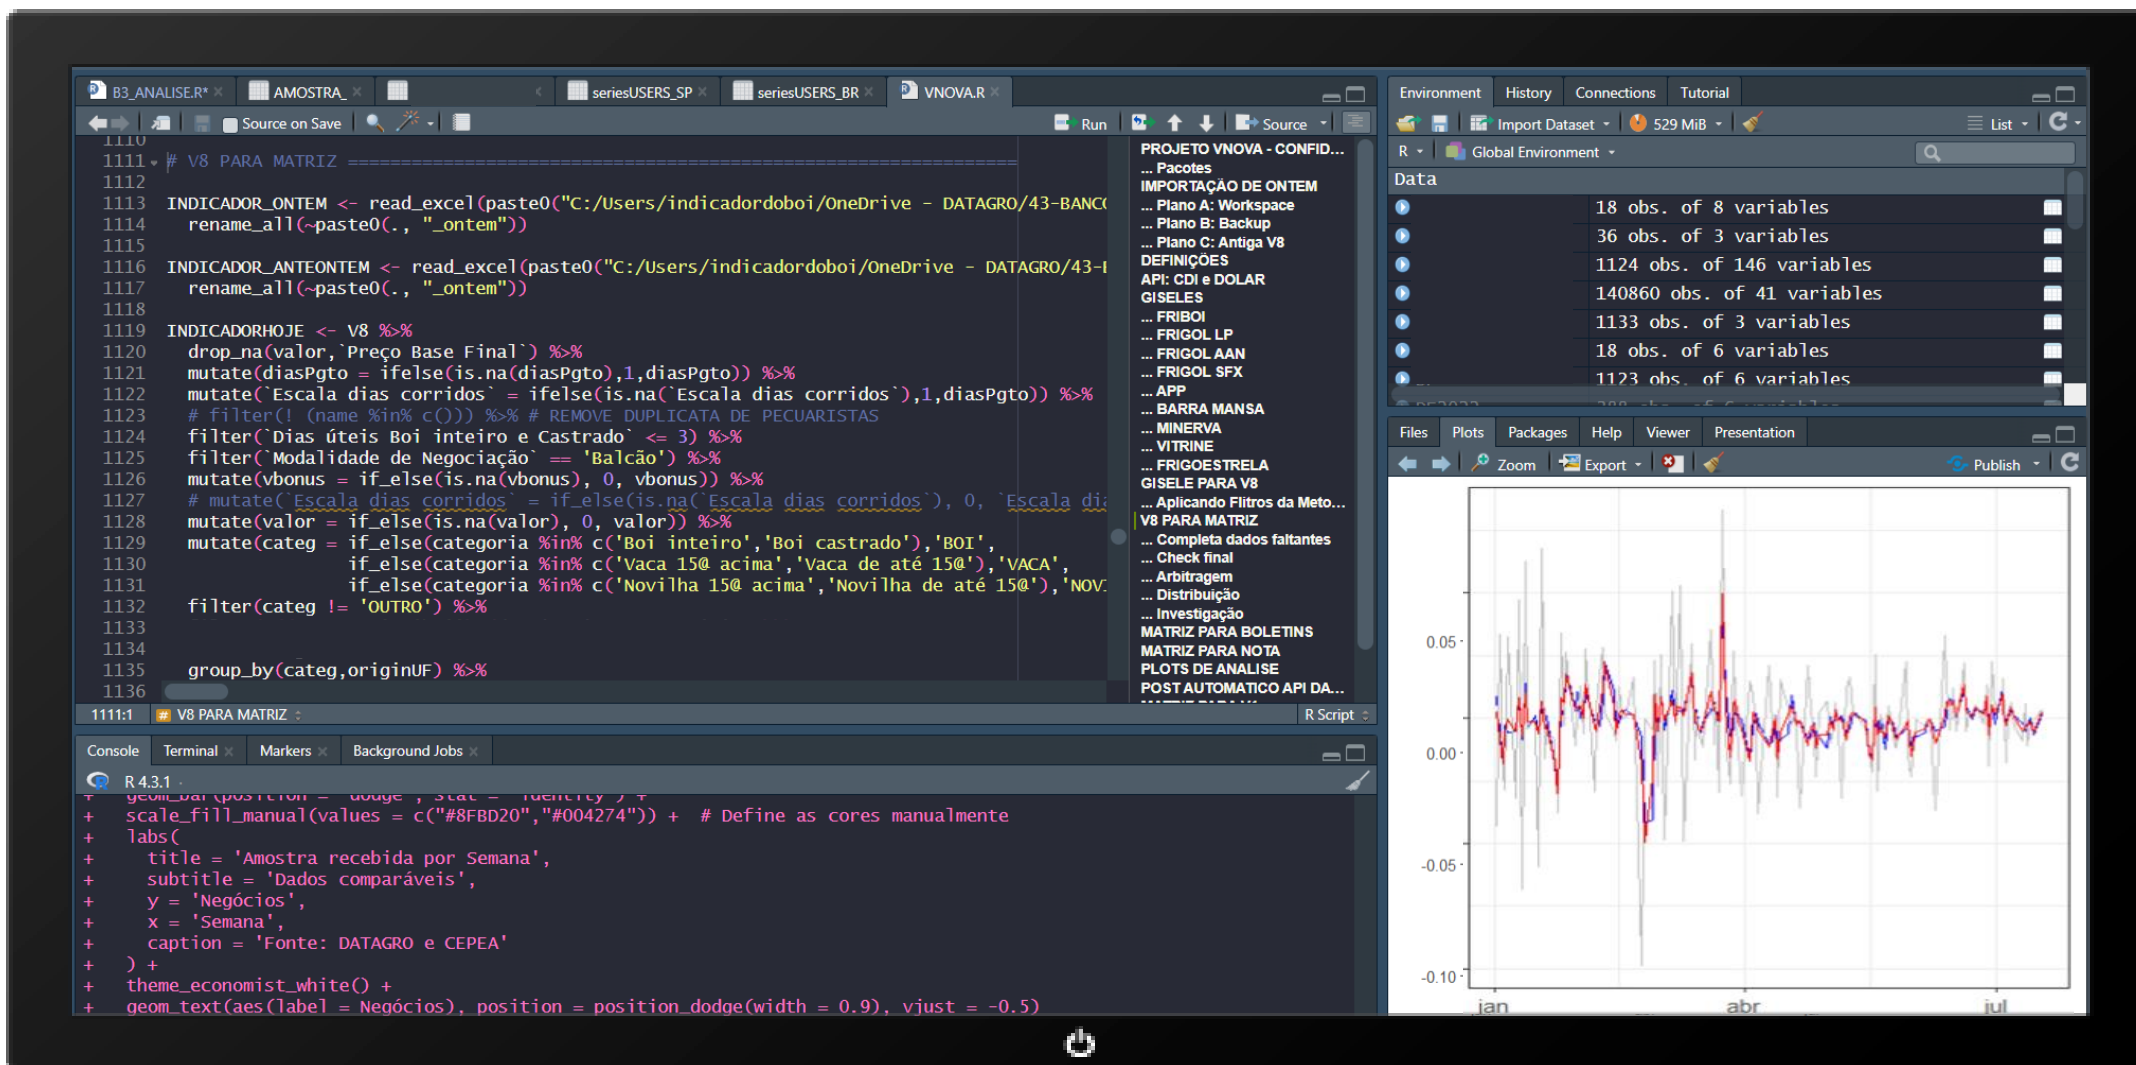 B3_ANALISE.R*
AMOSTRA_
seriesUSERS_SP
seriesUSERS_BR
VNOVA.R
Source on Save
Run
Source
1110
1111 # V8 PARA MATRIZ ==============================================================
1112
1113 INDICADOR_ONTEM <- read_excel(paste0("C:/Users/indicadordoboi/OneDrive - DATAGRO/43-BANCO
1114 rename_all(~paste0(., "_ontem"))
1115
1116 INDICADOR_ANTEONTEM <- read_excel(paste0("C:/Users/indicadordoboi/OneDrive - DATAGRO/43-B
1117 rename_all(~paste0(., "_ontem"))
1118
1119 INDICADORHOJE <- V8 %>%
1120 drop_na(valor,`Preço Base Final`) %>%
1121 mutate(diasPgto = ifelse(is.na(diasPgto),1,diasPgto)) %>%
1122 mutate(`Escala dias corridos` = ifelse(is.na(`Escala dias corridos`),1,diasPgto)) %>%
1123 # filter(! (name %in% c())) %>% # REMOVE DUPLICATA DE PECUARISTAS
1124 filter(`Dias úteis Boi inteiro e Castrado` <= 3) %>%
1125 filter(`Modalidade de Negociação` == 'Balcão') %>%
1126 mutate(vbonus = if_else(is.na(vbonus), 0, vbonus)) %>%
1127 # mutate(`Escala dias corridos` = if_else(is.na(`Escala dias corridos`), 0, `Escala dia
1128 mutate(valor = if_else(is.na(valor), 0, valor)) %>%
1129 mutate(categ = if_else(categoria %in% c('Boi inteiro','Boi castrado'),'BOI',
1130 if_else(categoria %in% c('Vaca 15@ acima','Vaca de até 15@'),'VACA',
1131 if_else(categoria %in% c('Novilha 15@ acima','Novilha de até 15@'),'NOVI
1132 filter(categ != 'OUTRO') %>%
1133
1134
1135 group_by(categ,originUF) %>%
1136
1111:1
V8 PARA MATRIZ
R Script
PROJETO VNOVA - CONFID...
... Pacotes
IMPORTAÇÃO DE ONTEM
... Plano A: Workspace
... Plano B: Backup
... Plano C: Antiga V8
DEFINIÇÕES
API: CDI e DOLAR
GISELES
... FRIBOI
... FRIGOL LP
... FRIGOL AAN
... FRIGOL SFX
... APP
... BARRA MANSA
... MINERVA
... VITRINE
... FRIGOESTRELA
GISELE PARA V8
... Aplicando Flitros da Meto...
V8 PARA MATRIZ
... Completa dados faltantes
... Check final
... Arbitragem
... Distribuição
... Investigação
MATRIZ PARA BOLETINS
MATRIZ PARA NOTA
PLOTS DE ANALISE
POST AUTOMATICO API DA...
Console
Terminal
Markers
Background Jobs
R 4.3.1
+ geom_bar(position = "dodge", stat = "identity") +
+ scale_fill_manual(values = c("#8FBD20","#004274")) + # Define as cores manualmente
+ labs(
+ title = 'Amostra recebida por Semana',
+ subtitle = 'Dados comparáveis',
+ y = 'Negócios',
+ x = 'Semana',
+ caption = 'Fonte: DATAGRO e CEPEA'
+ ) +
+ theme_economist_white() +
+ geom_text(aes(label = Negócios), position = position_dodge(width = 0.9), vjust = -0.5)
Environment
History
Connections
Tutorial
Import Dataset
529 MiB
List
R
Global Environment
Data
18 obs. of 8 variables
36 obs. of 3 variables
1124 obs. of 146 variables
140860 obs. of 41 variables
1133 obs. of 3 variables
18 obs. of 6 variables
1123 obs. of 6 variables
Files
Plots
Packages
Help
Viewer
Presentation
Zoom
Export
Publish
0.05
0.00
-0.05
-0.10
jan
abr
jul